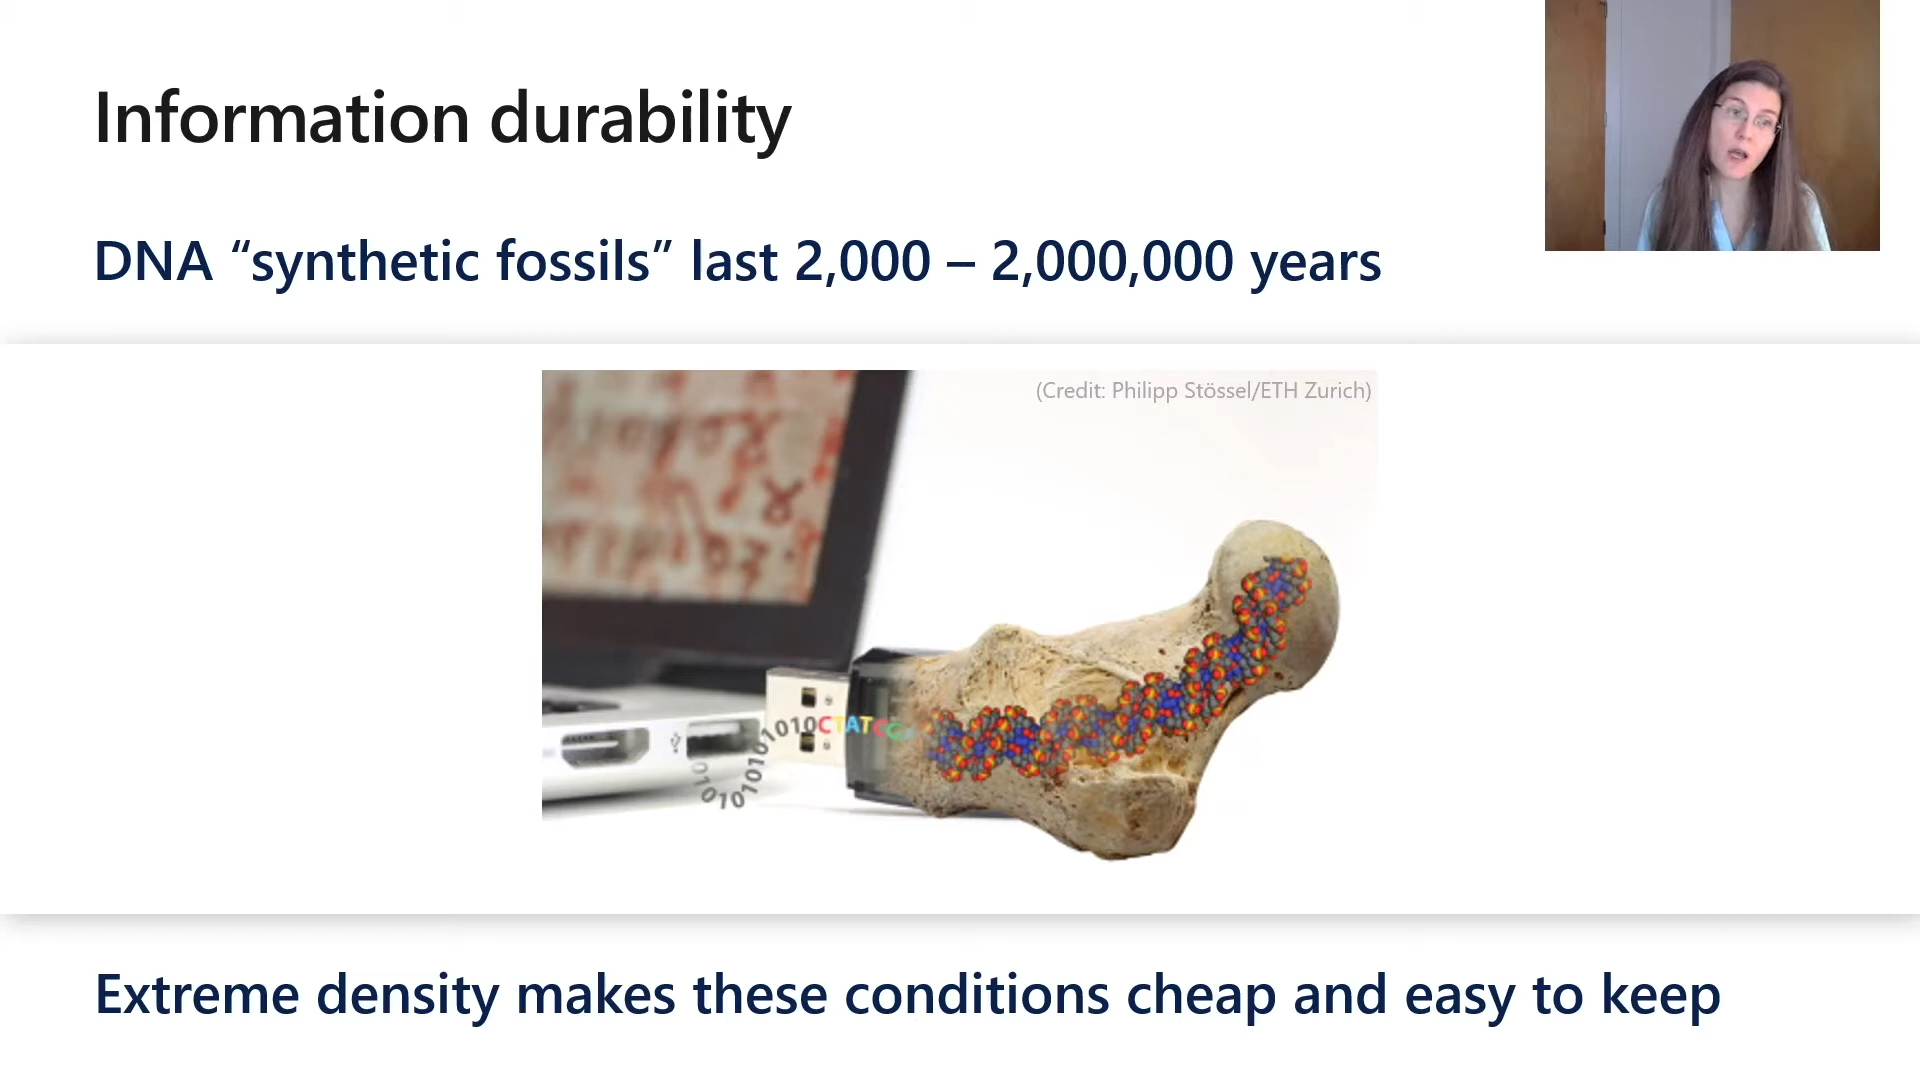 Information durability
DNA “synthetic fossils” last 2,000 – 2,000,000 years
(Credit: Philipp Stössel/ETH Zurich)
010101010101010CTATCC
Extreme density makes these conditions cheap and easy to keep